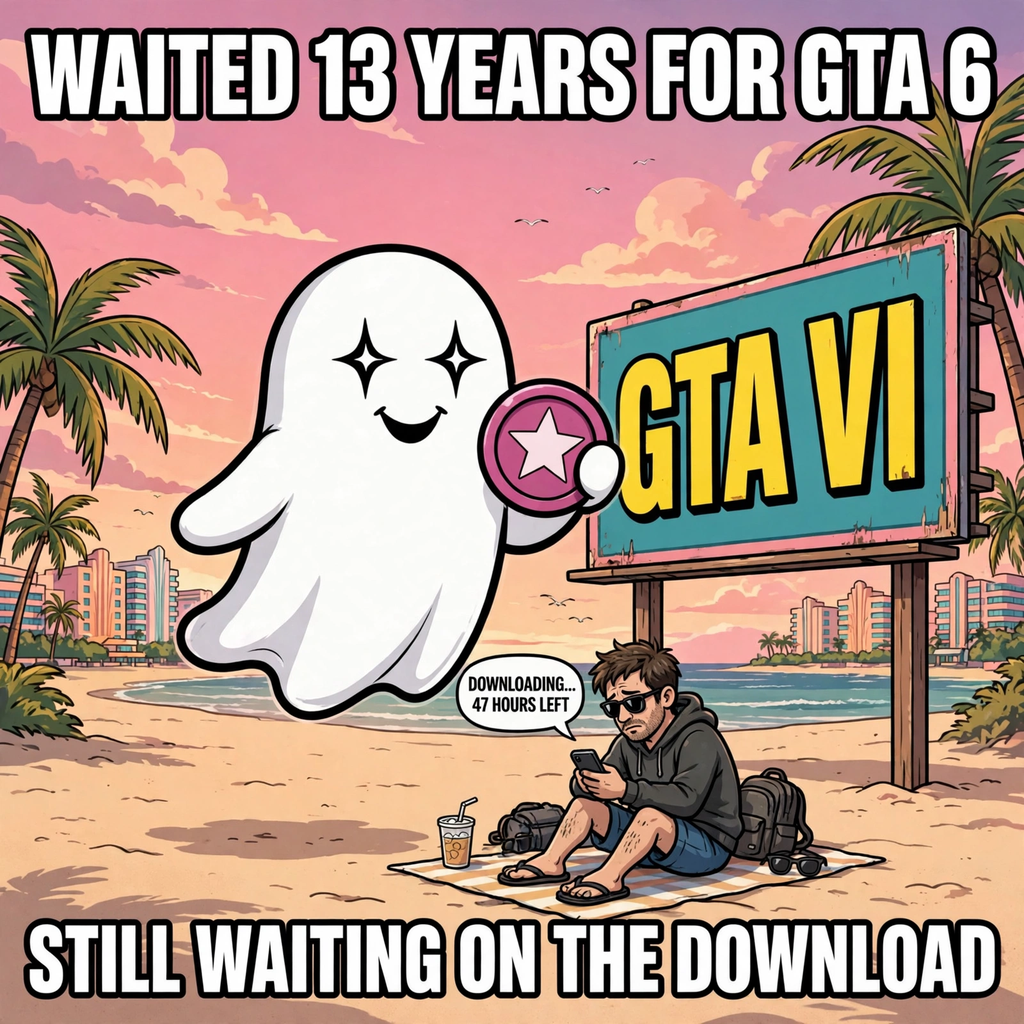 WAITED 13 YEARS FOR GTA 6
GTA VI
DOWNLOADING...
47 HOURS LEFT
STILL WAITING ON THE DOWNLOAD